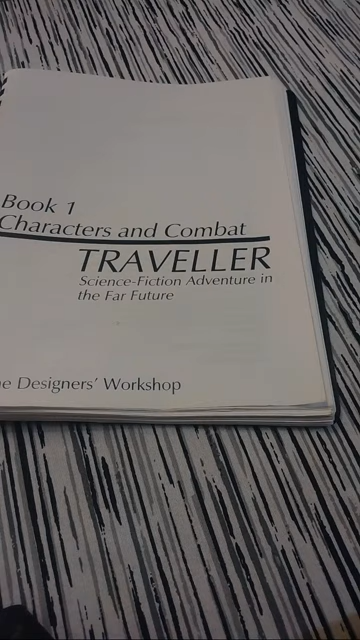 Book 1
Characters and Combat
TRAVELLER
Science-Fiction Adventure in
the Far Future
Designers' Workshop